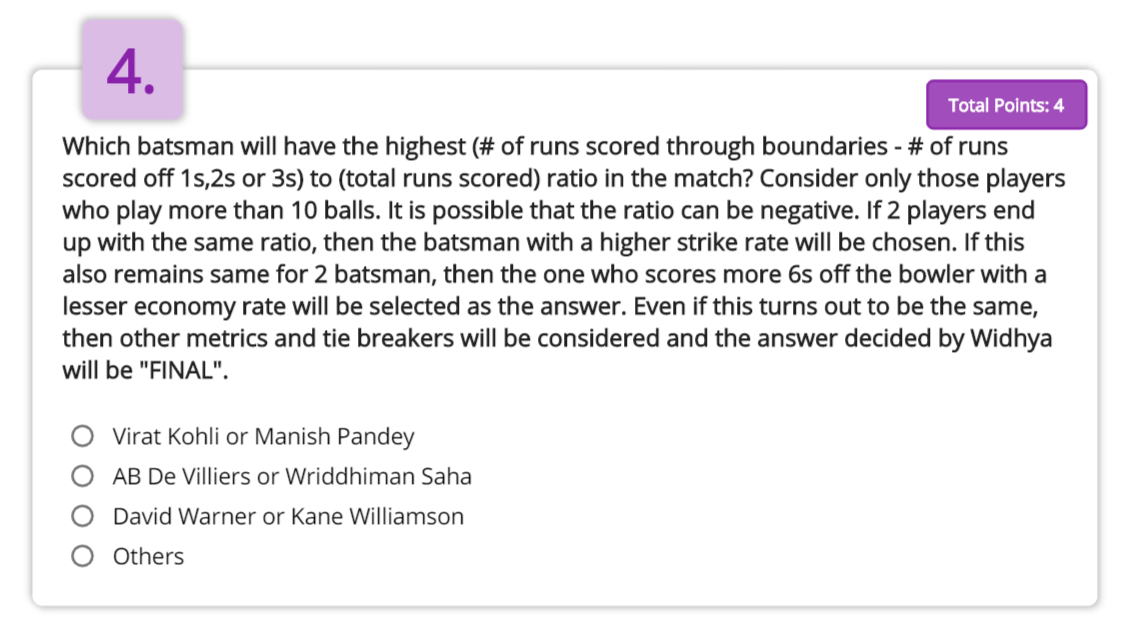 4.
Total Points: 4
Which batsman will have the highest (# of runs scored through boundaries - # of runs
scored off 1s,2s or 3s) to (total runs scored) ratio in the match? Consider only those players
who play more than 10 balls. It is possible that the ratio can be negative. If 2 players end
up with the same ratio, then the batsman with a higher strike rate will be chosen. If this
also remains same for 2 batsman, then the one who scores more 6s off the bowler with a
lesser economy rate will be selected as the answer. Even if this turns out to be the same,
then other metrics and tie breakers will be considered and the answer decided by Widhya
will be "FINAL".
Virat Kohli or Manish Pandey
AB De Villiers or Wriddhiman Saha
David Warner or Kane Williamson
Others